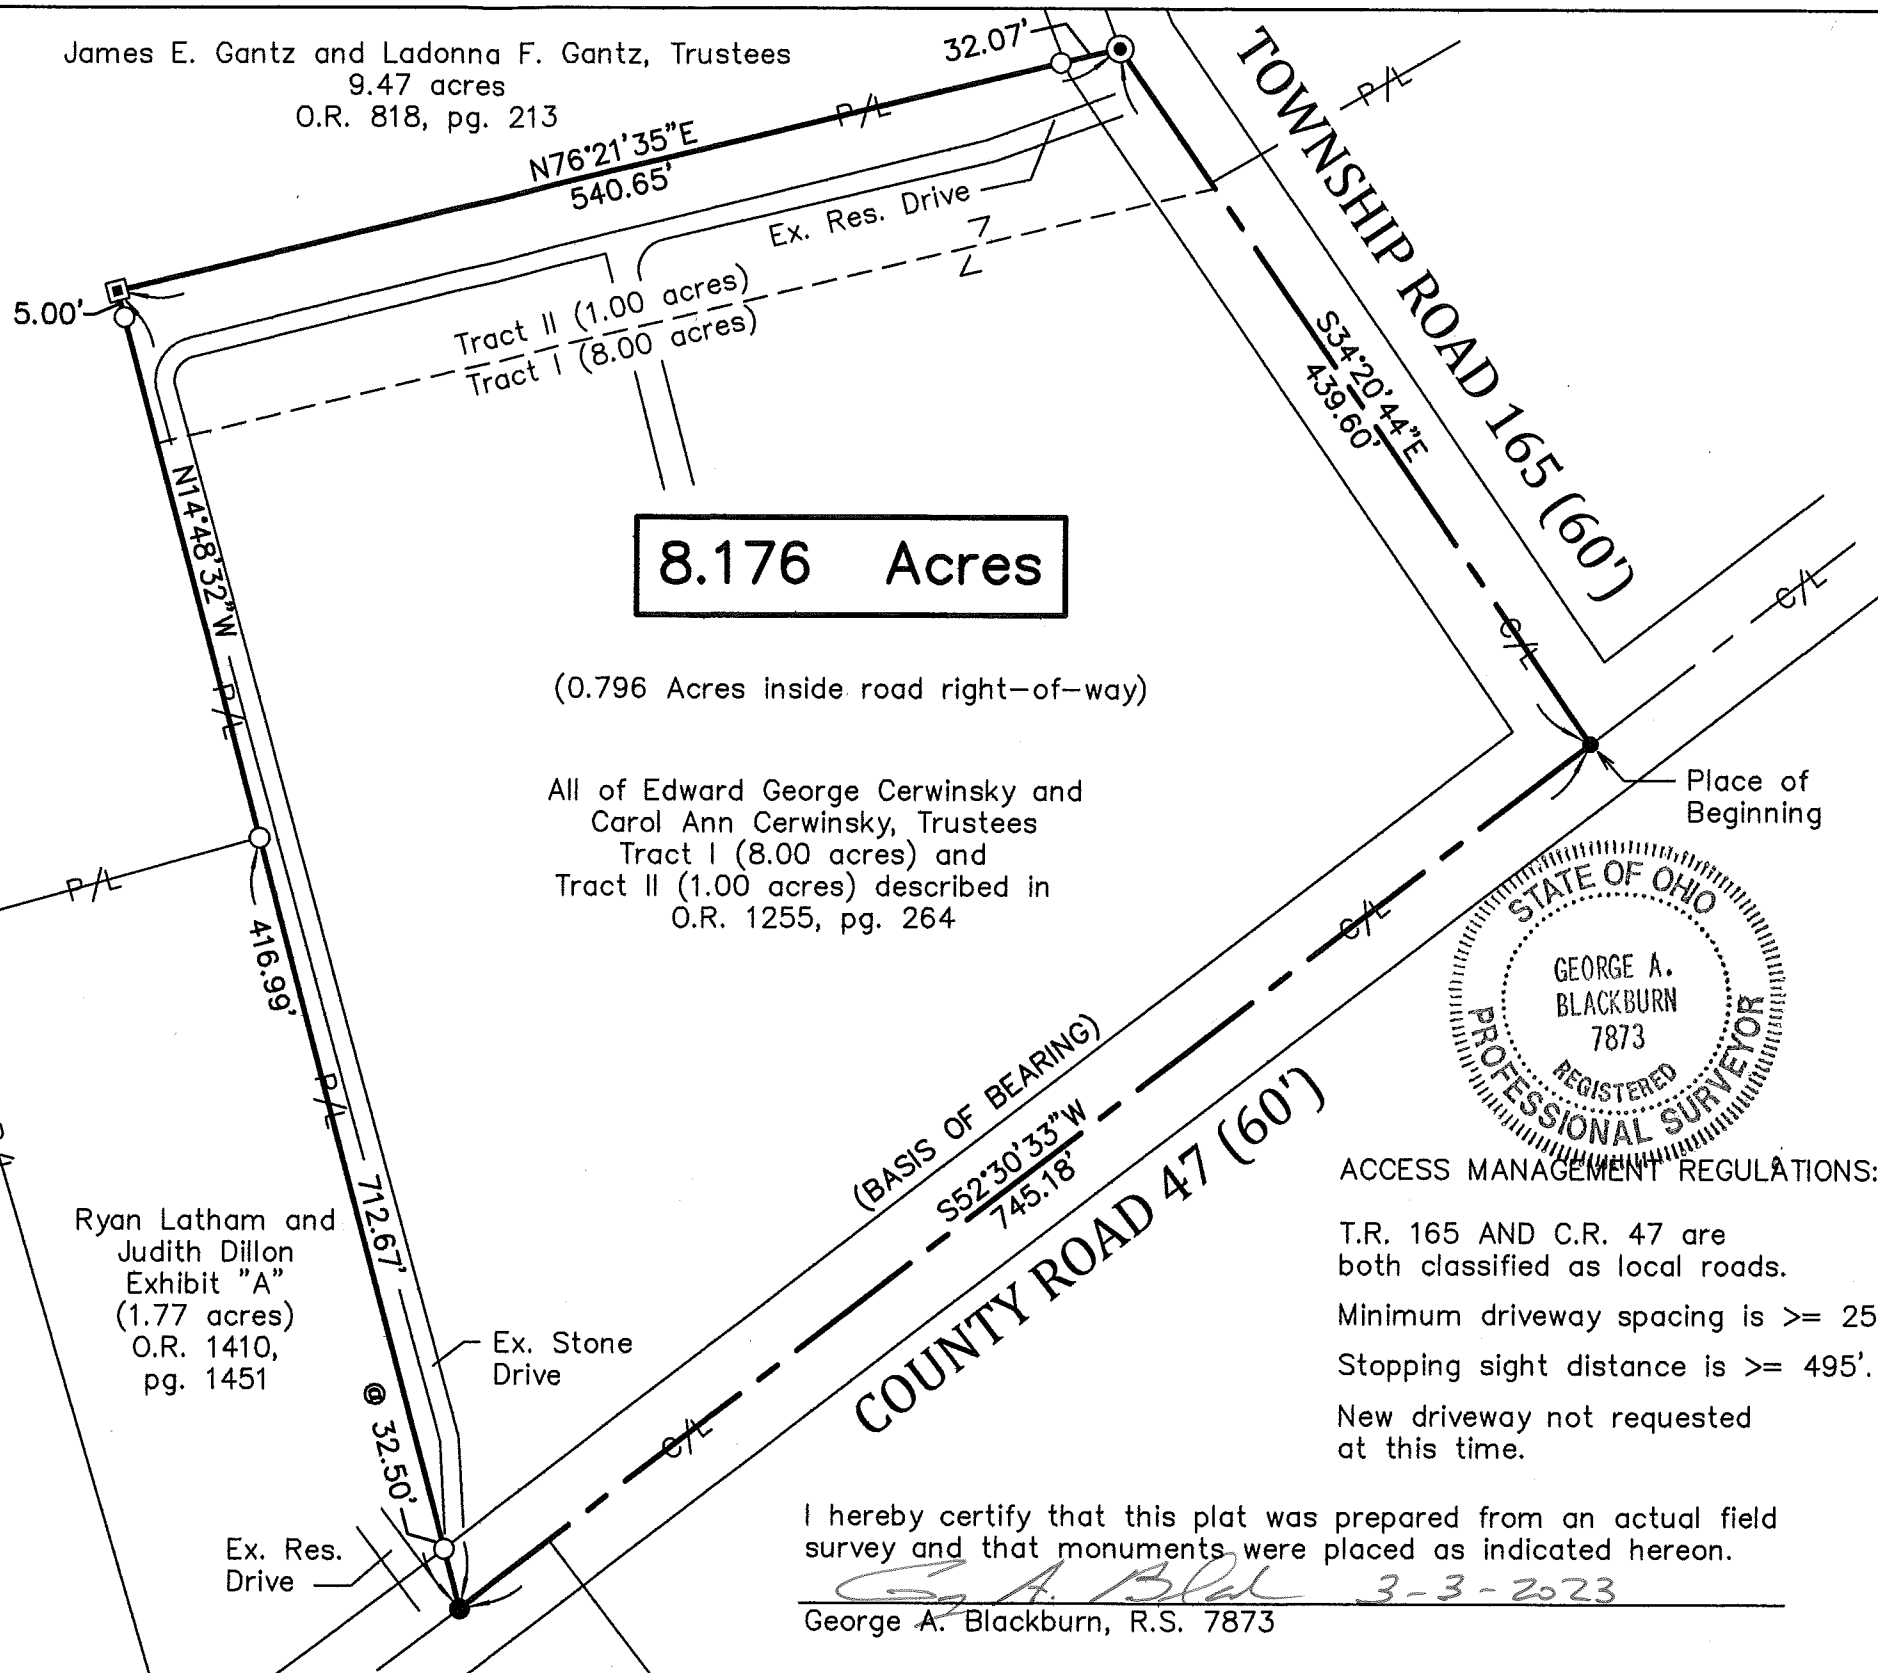 James E. Gantz and Ladonna F. Gantz, Trustees
9.47 acres
O.R. 818, pg. 213
32.07'
TOWNSHIP ROAD 165 (60')
P/L
P/L
N76°21'35"E
540.65'
Ex. Res. Drive
5.00'
Tract II (1.00 acres)
Tract I (8.00 acres)
S34°20'44"E
439.60'
N14°48'32"W
P/L
8.176 Acres
C/L
C/L
(0.796 Acres inside road right-of-way)
All of Edward George Cerwinsky and
Carol Ann Cerwinsky, Trustees
Tract I (8.00 acres) and
Tract II (1.00 acres) described in
O.R. 1255, pg. 264
Place of
Beginning
P/L
416.99'
C/L
STATE OF OHIO
GEORGE A.
BLACKBURN
7873
REGISTERED
PROFESSIONAL SURVEYOR
P/L
712.67'
(BASIS OF BEARING)
S52°30'33"W
745.18'
COUNTY ROAD 47 (60')
ACCESS MANAGEMENT REGULATIONS:
T.R. 165 AND C.R. 47 are
both classified as local roads.
Minimum driveway spacing is >= 25
Stopping sight distance is >= 495'.
New driveway not requested
at this time.
Ryan Latham and
Judith Dillon
Exhibit "A"
(1.77 acres)
O.R. 1410,
pg. 1451
Ex. Stone
Drive
@ 32.50'
C/L
Ex. Res.
Drive
I hereby certify that this plat was prepared from an actual field
survey and that monuments were placed as indicated hereon.
3-3-2023
George A. Blackburn, R.S. 7873